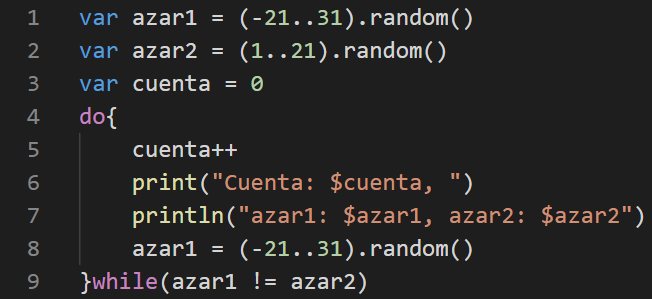 1 var azar1 = (-21..31).random()
2 var azar2 = (1..21).random()
3 var cuenta = 0
4 do{
5     cuenta++
6     print("Cuenta: $cuenta, ")
7     println("azar1: $azar1, azar2: $azar2")
8     azar1 = (-21..31).random()
9 }while(azar1 != azar2)